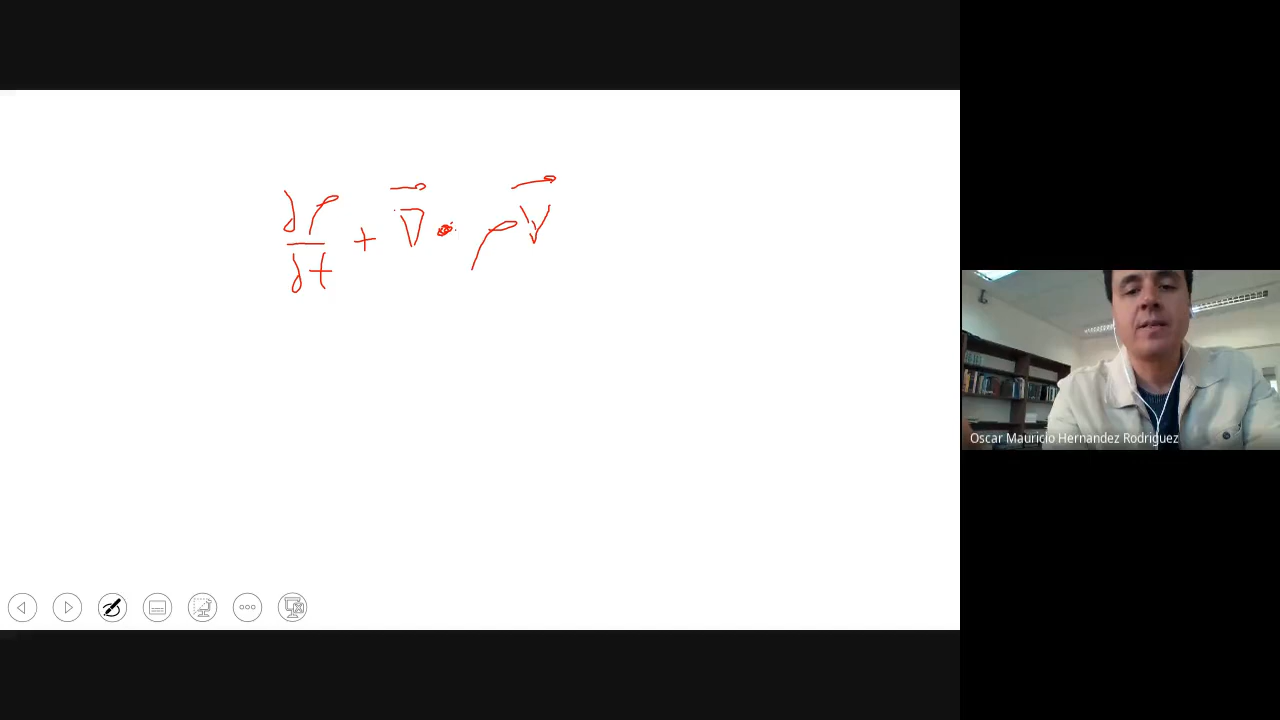 ∂ρ/∂t + ∇⃗ • ρV⃗
Oscar Mauricio Hernandez Rodriguez